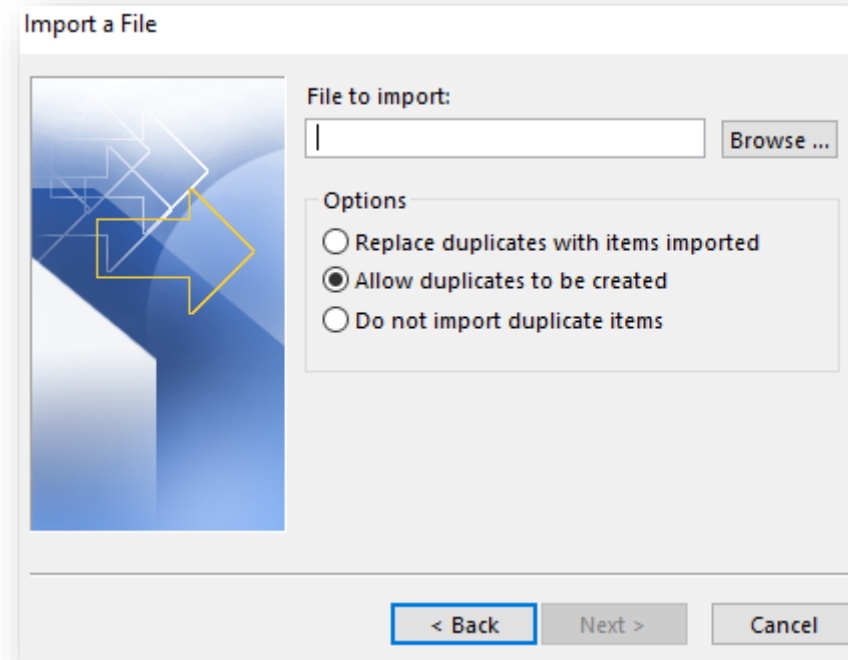 Import a File
File to import:
Browse ...
Options
Replace duplicates with items imported
Allow duplicates to be created
Do not import duplicate items
< Back
Next >
Cancel